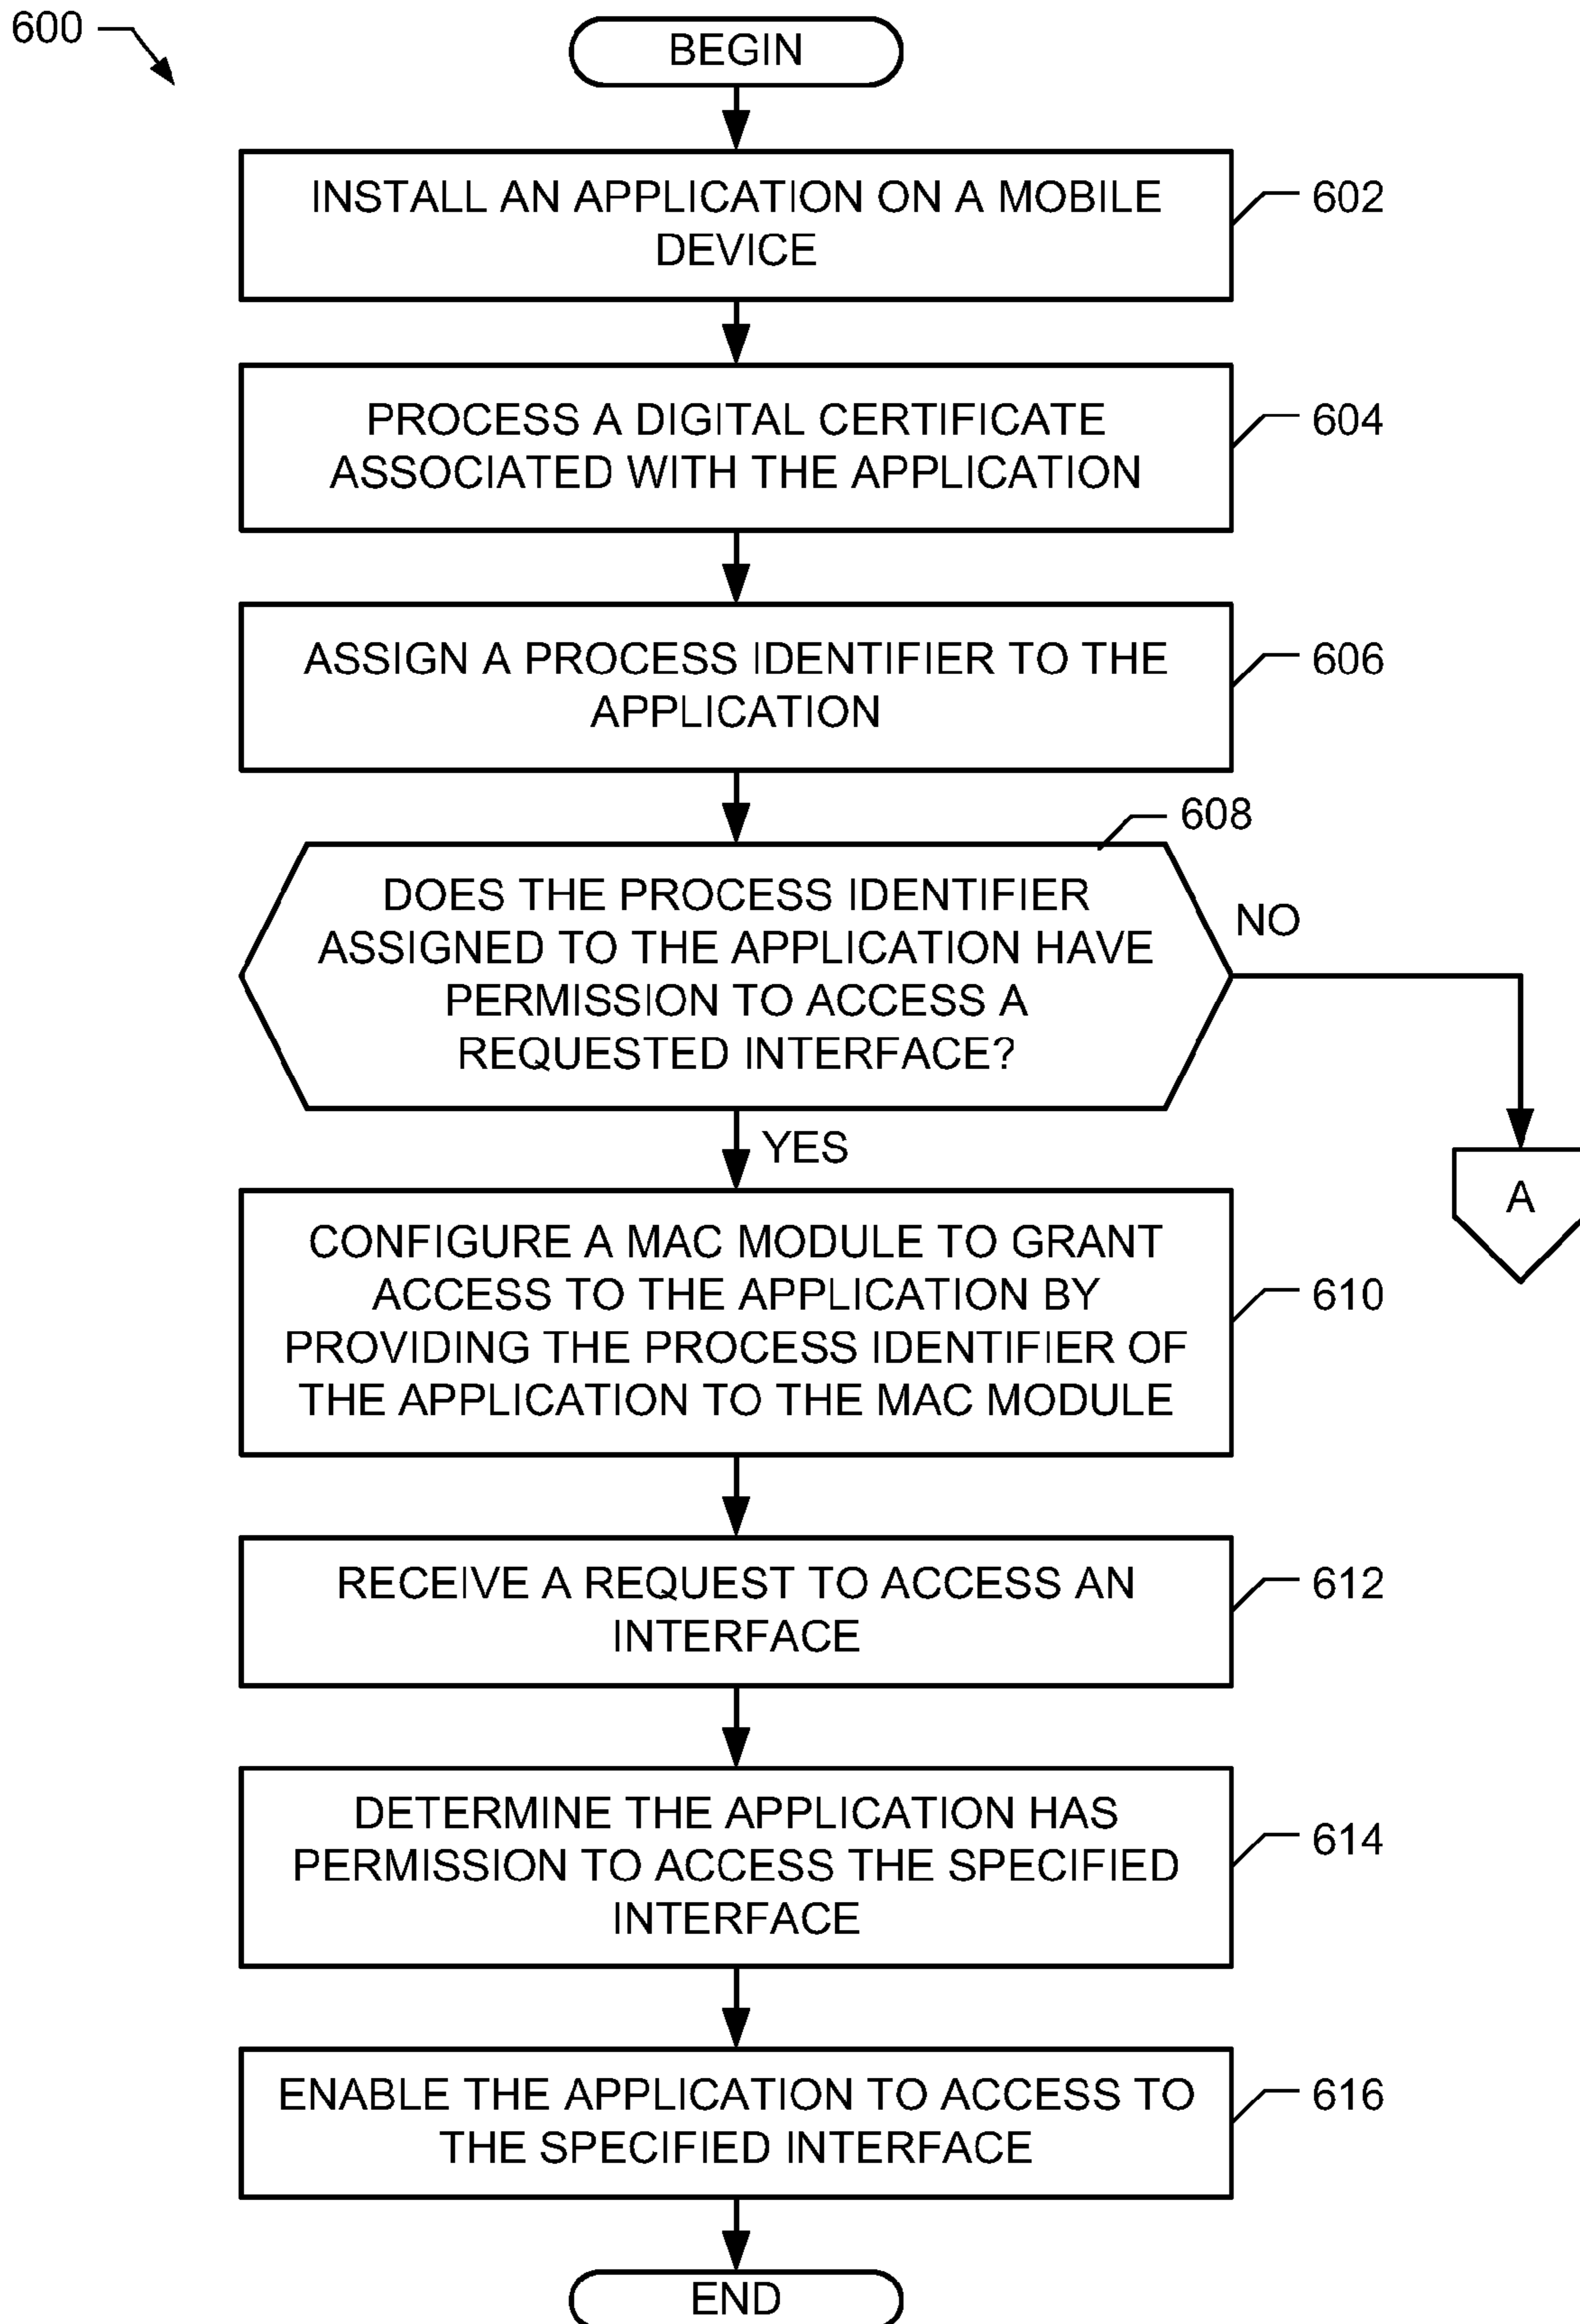 600
BEGIN
INSTALL AN APPLICATION ON A MOBILE
DEVICE
602
PROCESS A DIGITAL CERTIFICATE
ASSOCIATED WITH THE APPLICATION
604
ASSIGN A PROCESS IDENTIFIER TO THE
APPLICATION
606
608
DOES THE PROCESS IDENTIFIER
ASSIGNED TO THE APPLICATION HAVE
PERMISSION TO ACCESS A
REQUESTED INTERFACE?
NO
YES
A
CONFIGURE A MAC MODULE TO GRANT
ACCESS TO THE APPLICATION BY
PROVIDING THE PROCESS IDENTIFIER OF
THE APPLICATION TO THE MAC MODULE
610
RECEIVE A REQUEST TO ACCESS AN
INTERFACE
612
DETERMINE THE APPLICATION HAS
PERMISSION TO ACCESS THE SPECIFIED
INTERFACE
614
ENABLE THE APPLICATION TO ACCESS TO
THE SPECIFIED INTERFACE
616
END